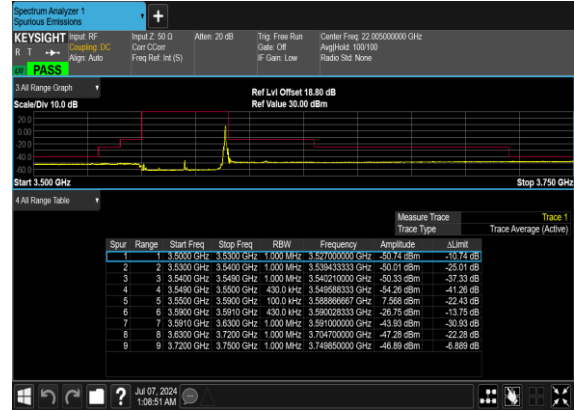 Spectrum Analyzer 1
Spurious Emissions
+
KEYSIGHT Input: RF Input Z: 50 Ω Atten: 20 dB Trig: Free Run Center Freq: 22.005000000 GHz
R T Coupling: DC Corr CCorr Gate: Off Avg|Hold: 100/100
Align: Auto Freq Ref: Int (S) IF Gain: Low Radio Std: None
PASS
3 All Range Graph
Ref Lvl Offset 18.80 dB
Scale/Div 10.0 dB Ref Value 30.00 dBm
20.0
0.00
-20.0
-40.0
-60.0
Start 3.500 GHz Stop 3.750 GHz
4 All Range Table
Measure Trace Trace 1
Trace Type Trace Average (Active)
Spur Range Start Freq Stop Freq RBW Frequency Amplitude ΔLimit
1 1 3.5000 GHz 3.5300 GHz 1.000 MHz 3.527000000 GHz -50.74 dBm -10.74 dB
2 2 3.5300 GHz 3.5400 GHz 1.000 MHz 3.539433333 GHz -50.01 dBm -25.01 dB
3 3 3.5400 GHz 3.5490 GHz 1.000 MHz 3.540210000 GHz -50.33 dBm -37.33 dB
4 4 3.5490 GHz 3.5500 GHz 430.0 kHz 3.549588333 GHz -54.26 dBm -41.26 dB
5 5 3.5500 GHz 3.5900 GHz 100.0 kHz 3.588866667 GHz 7.568 dBm -22.43 dB
6 6 3.5900 GHz 3.5910 GHz 430.0 kHz 3.590028333 GHz -26.75 dBm -13.75 dB
7 7 3.5910 GHz 3.6300 GHz 1.000 MHz 3.591000000 GHz -43.93 dBm -30.93 dB
8 8 3.6300 GHz 3.7200 GHz 1.000 MHz 3.704700000 GHz -47.28 dBm -22.28 dB
9 9 3.7200 GHz 3.7500 GHz 1.000 MHz 3.749850000 GHz -46.89 dBm -6.889 dB
? Jul 07, 2024
1:08:51 AM